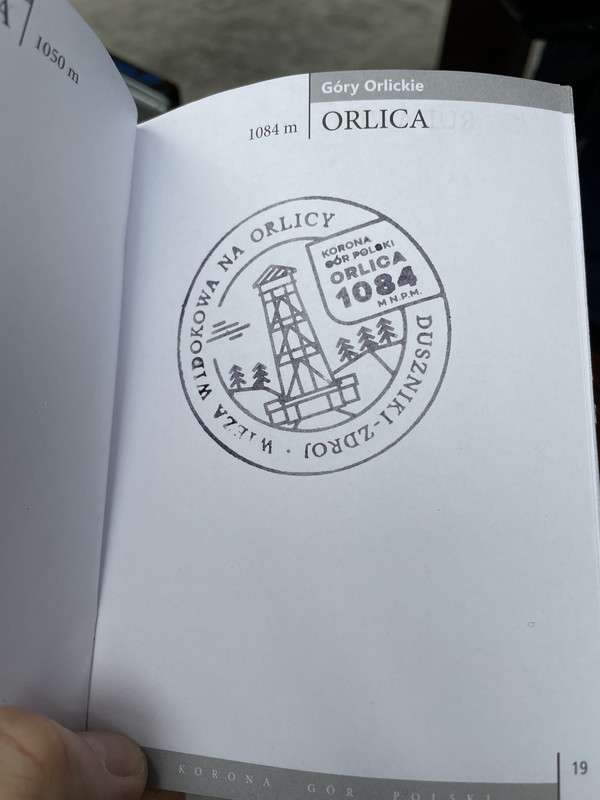 A
1050 m
Góry Orlickie
1084 m
ORLICA
WIEŻA WIDOKOWA NA ORLICY
KORONA
GÓR POLSKI
ORLICA
1084
M N.P.M.
DUSZNIKI-ZDRÓJ ·
KORONA GÓR POLSKI
19